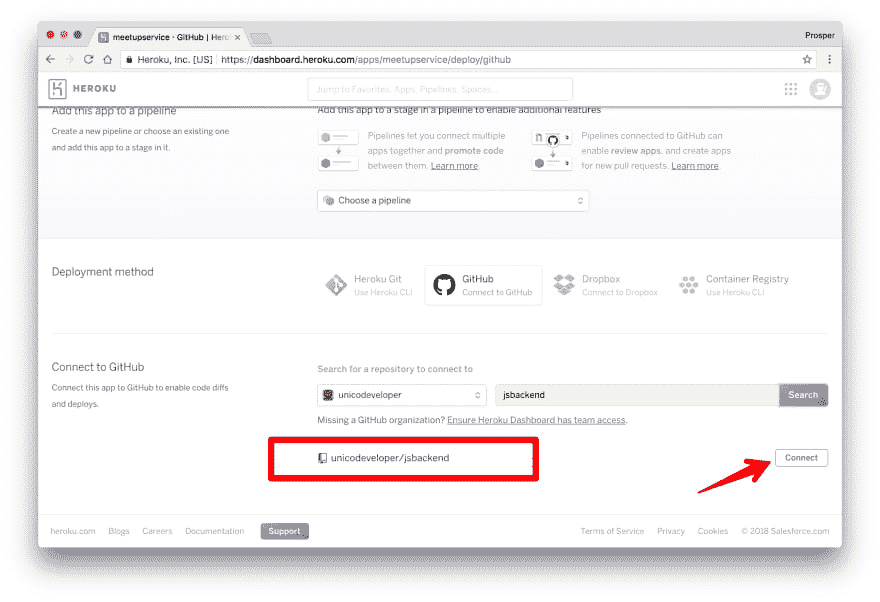 meetupservice · GitHub | Hero
Prosper
Heroku, Inc. [US] https://dashboard.heroku.com/apps/meetupservice/deploy/github
HEROKU
Jump to Favorites, Apps, Pipelines, Spaces...
Add this app to a pipeline
Create a new pipeline or choose an existing one
and add this app to a stage in it.
Add this app to a stage in a pipeline to enable additional features
Pipelines let you connect multiple
apps together and promote code
between them. Learn more.
Pipelines connected to GitHub can
enable review apps, and create apps
for new pull requests. Learn more.
Choose a pipeline
Deployment method
Heroku Git
Use Heroku CLI
GitHub
Connect to GitHub
Dropbox
Connect to Dropbox
Container Registry
Use Heroku CLI
Connect to GitHub
Connect this app to GitHub to enable code diffs
and deploys.
Search for a repository to connect to
unicodeveloper
jsbackend
Search
Missing a GitHub organization? Ensure Heroku Dashboard has team access.
unicodeveloper/jsbackend
Connect
heroku.com Blogs Careers Documentation Support
Terms of Service Privacy Cookies © 2018 Salesforce.com